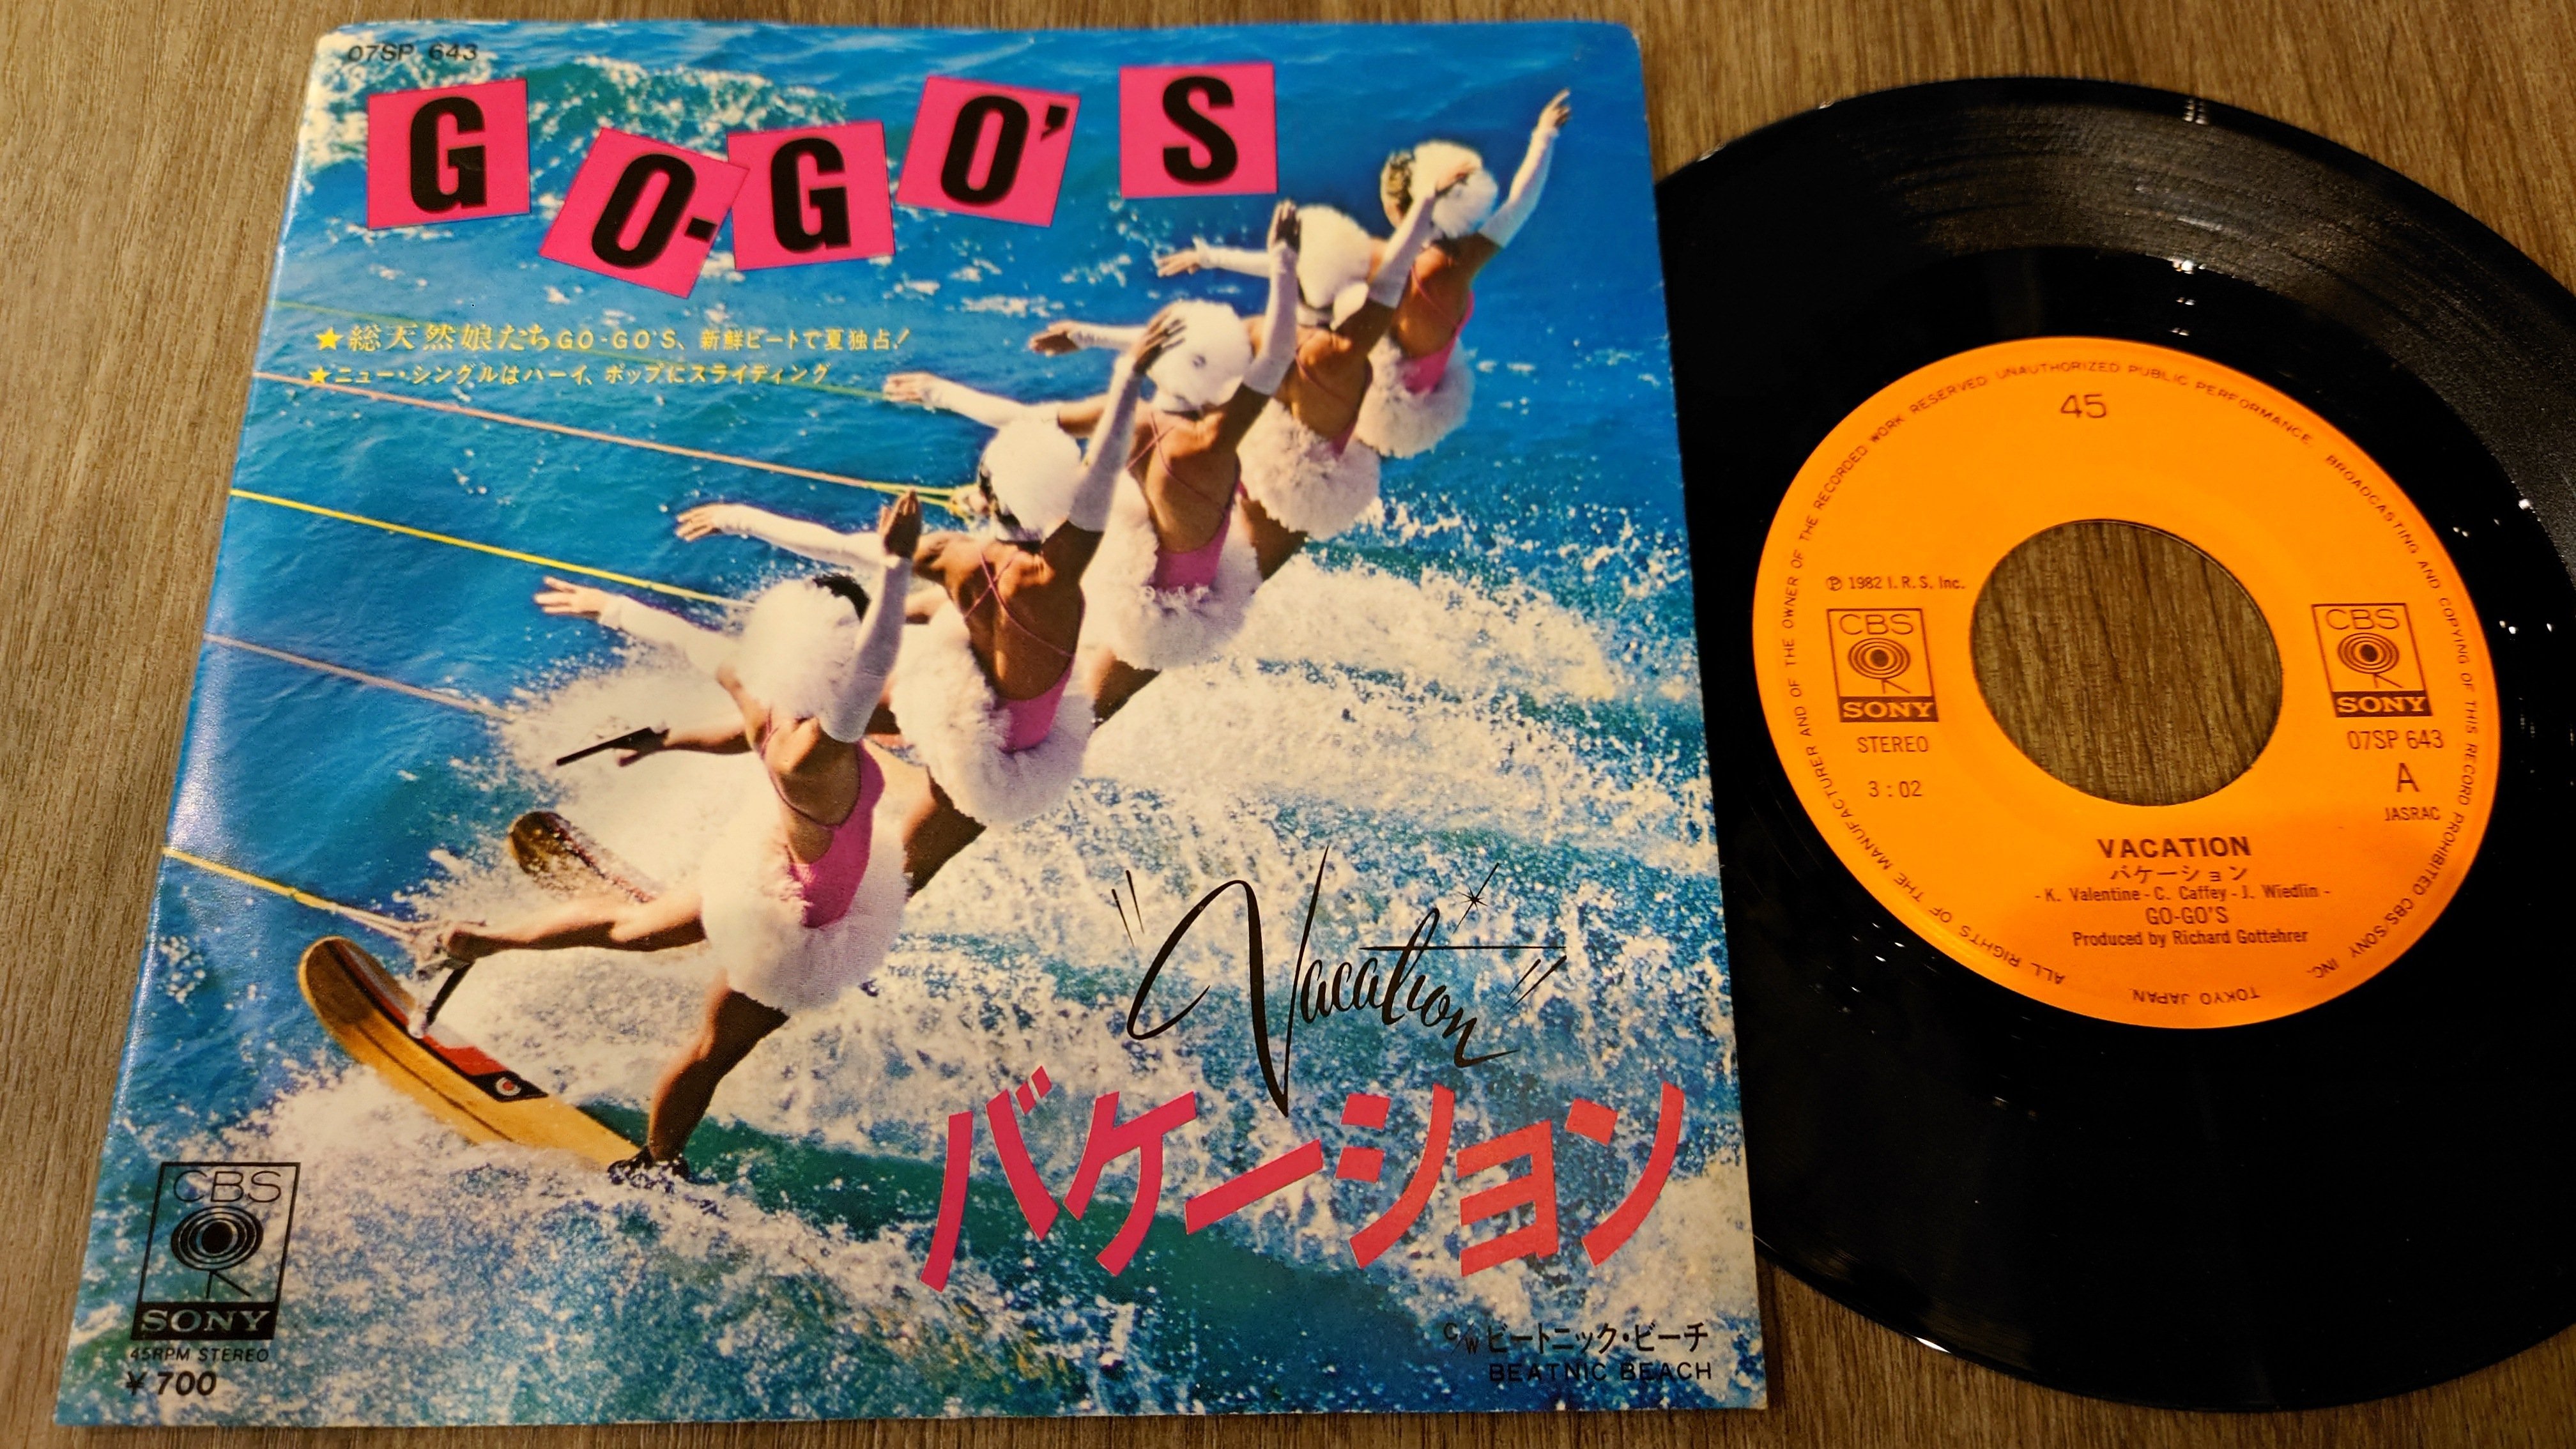 07SP 643
GO-GO'S
★総天然娘たちGO-GO'S、新鮮ビートで夏独占!
★ニュー・シングルはハーイ、ポップにスライディング
"Vacation"
バケーション
CBS
SONY
45RPM STEREO
¥700
C/W ビートニック・ビーチ
BEATNIC BEACH
ALL RIGHTS OF THE MANUFACTURER AND OF THE OWNER OF THE RECORDED WORK RESERVED UNAUTHORIZED PUBLIC PERFORMANCE BROADCASTING AND COPYING OF THIS RECORD PROHIBITED CBS/SONY INC. TOKYO JAPAN
45
℗ 1982 I.R.S. Inc.
CBS
SONY
STEREO
3:02
CBS
SONY
07SP 643
A
JASRAC
VACATION
バケーション
- K. Valentine - C. Caffey - J. Wiedlin -
GO-GO'S
Produced by Richard Gottehrer